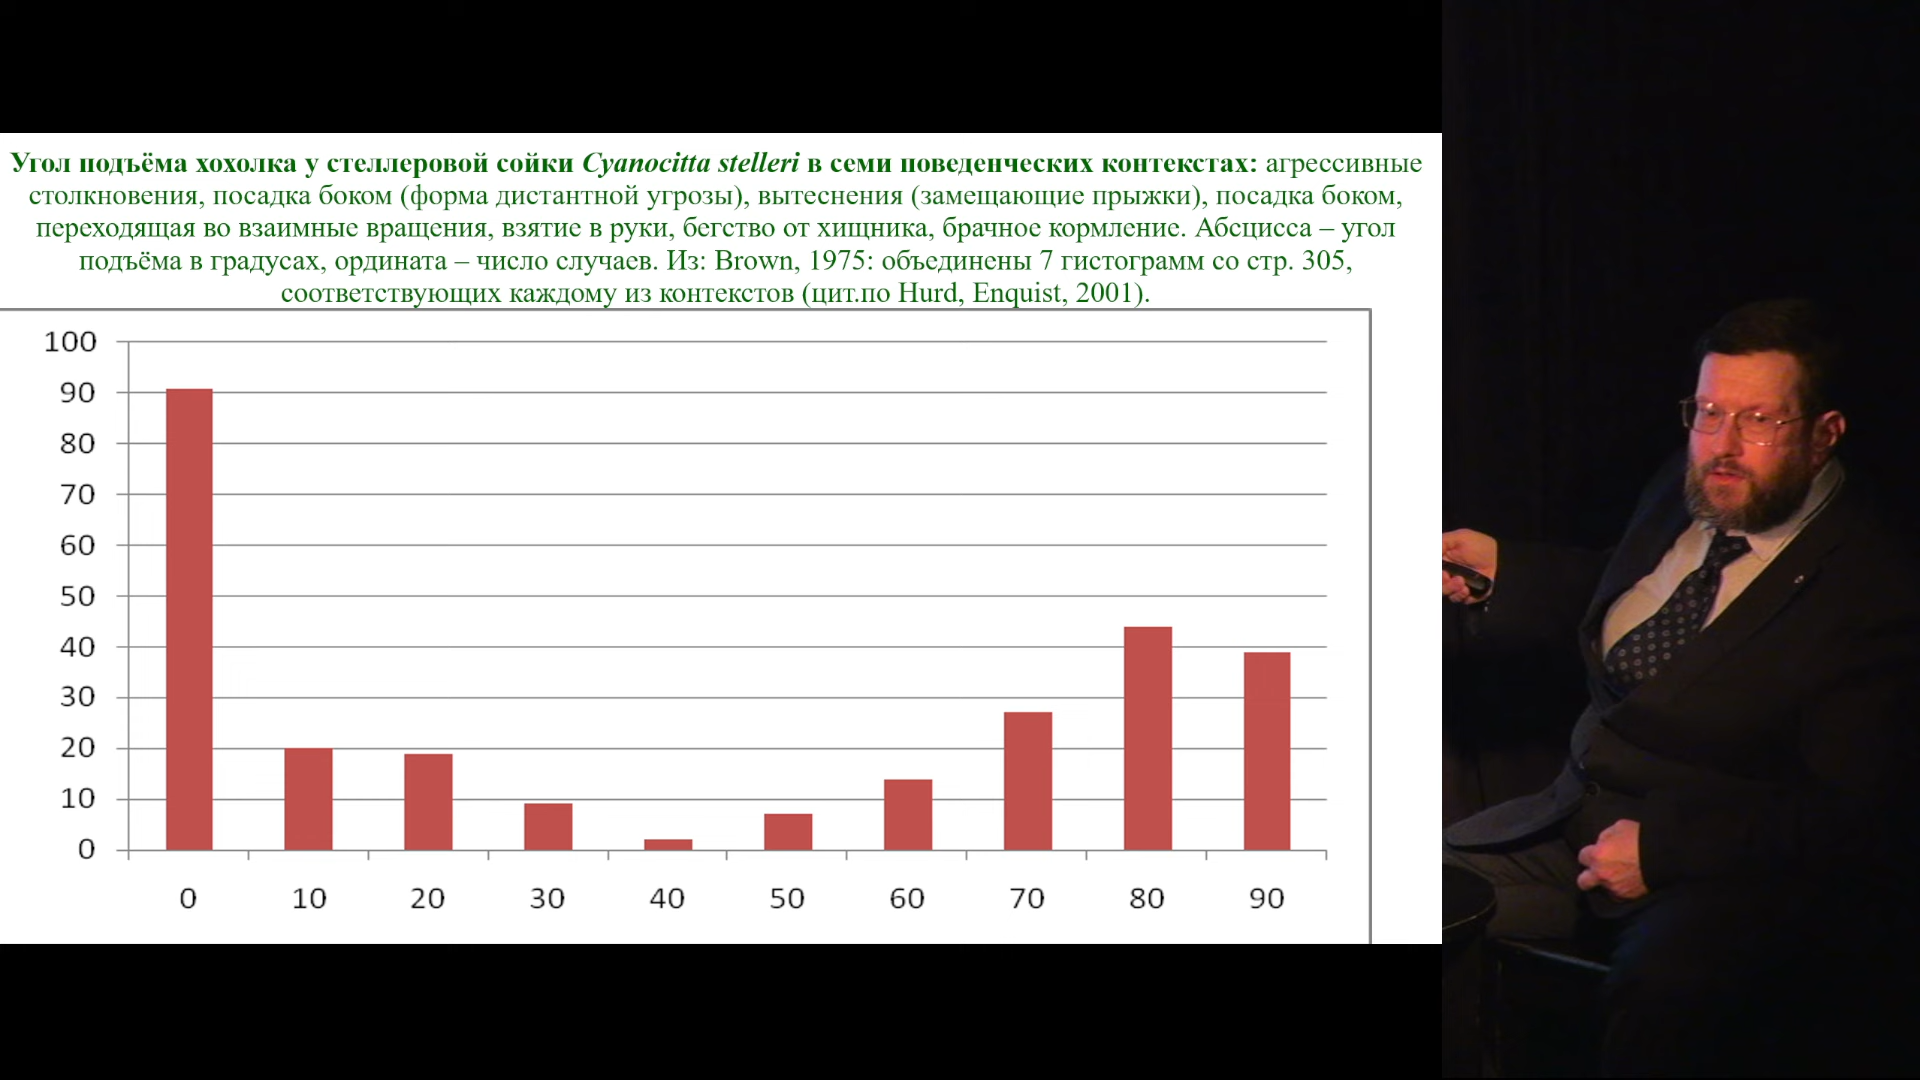 Угол подъёма хохолка у стеллеровой сойки Cyanocitta stelleri в семи поведенческих контекстах: агрессивные
столкновения, посадка боком (форма дистантной угрозы), вытеснения (замещающие прыжки), посадка боком,
переходящая во взаимные вращения, взятие в руки, бегство от хищника, брачное кормление. Абсцисса – угол
подъёма в градусах, ордината – число случаев. Из: Brown, 1975: объединены 7 гистограмм со стр. 305,
соответствующих каждому из контекстов (цит.по Hurd, Enquist, 2001).
100
90
80
70
60
50
40
30
20
10
0
0 10 20 30 40 50 60 70 80 90